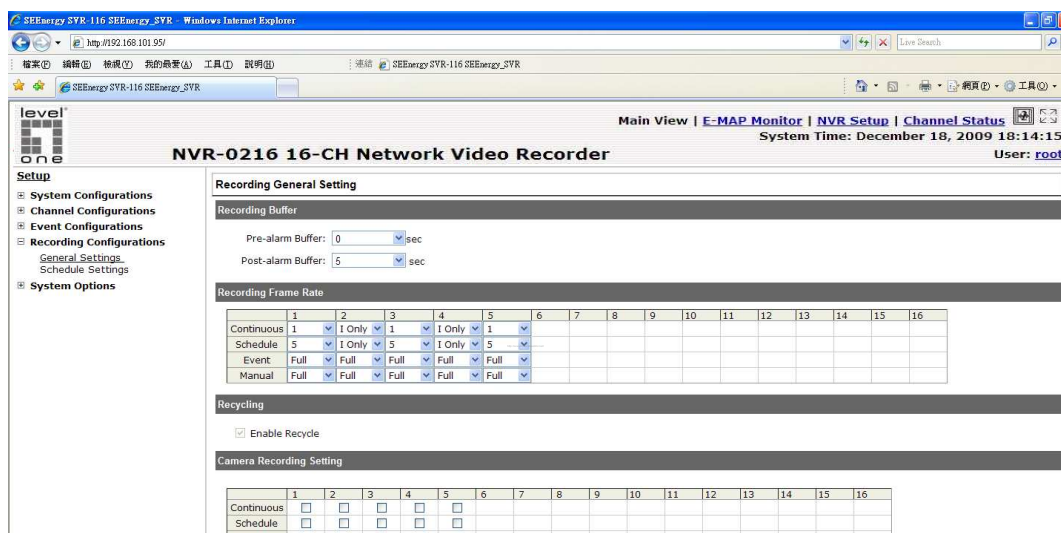 SEEnergy SVR-116 SEEnergy_SVR - Windows Internet Explorer
http://192.168.101.95/
Live Search
檔案(F) 編輯(E) 檢視(V) 我的最愛(A) 工具(T) 說明(H) 連結 SEEnergy SVR-116 SEEnergy_SVR
SEEnergy SVR-116 SEEnergy_SVR 網頁(P) 工具(O)
level one
Main View | E-MAP Monitor | NVR Setup | Channel Status
System Time: December 18, 2009 18:14:15
NVR-0216 16-CH Network Video Recorder
User: root
Setup
System Configurations
Channel Configurations
Event Configurations
Recording Configurations
General Settings
Schedule Settings
System Options
Recording General Setting
Recording Buffer
Pre-alarm Buffer: 0 sec
Post-alarm Buffer: 5 sec
Recording Frame Rate
1 2 3 4 5 6 7 8 9 10 11 12 13 14 15 16
Continuous 1 I Only 1 I Only 1
Schedule 5 I Only 5 I Only 5
Event Full Full Full Full Full
Manual Full Full Full Full Full
Recycling
Enable Recycle
Camera Recording Setting
1 2 3 4 5 6 7 8 9 10 11 12 13 14 15 16
Continuous
Schedule